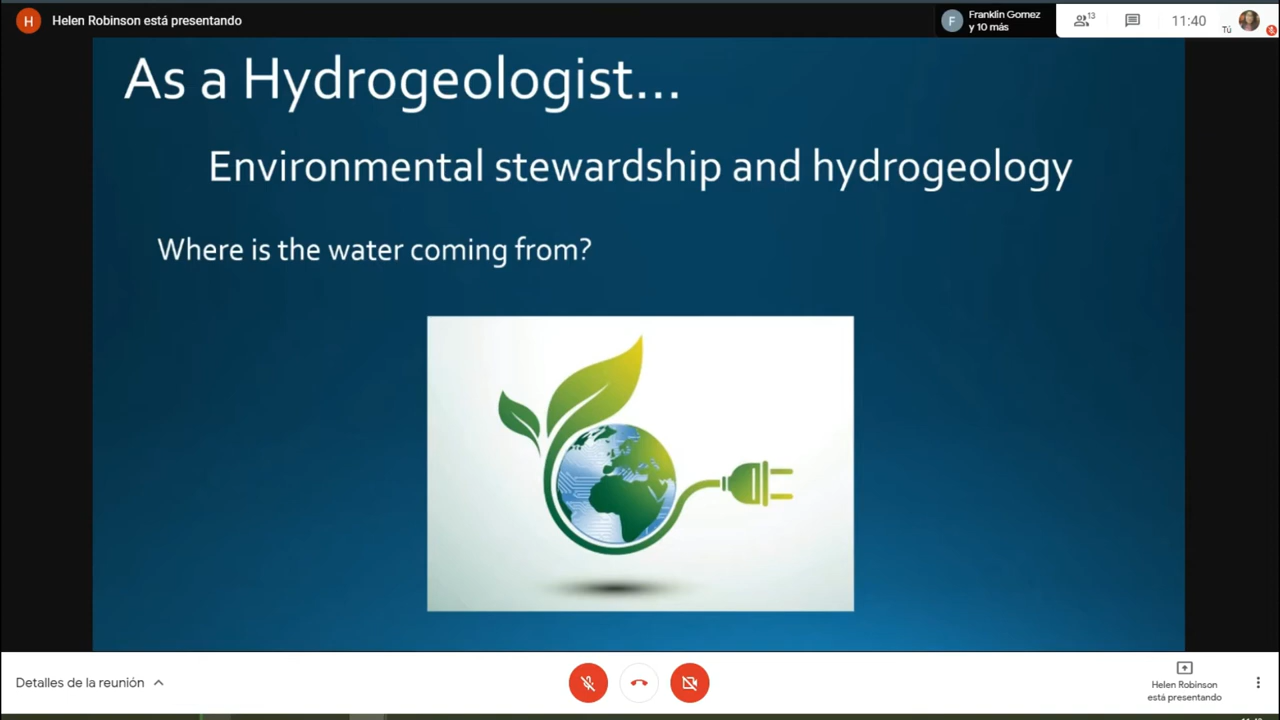 H Helen Robinson está presentando
F Franklin Gomez
y 10 más
13
11:40
Tú
As a Hydrogeologist...
Environmental stewardship and hydrogeology
Where is the water coming from?
Detalles de la reunión
Helen Robinson
está presentando